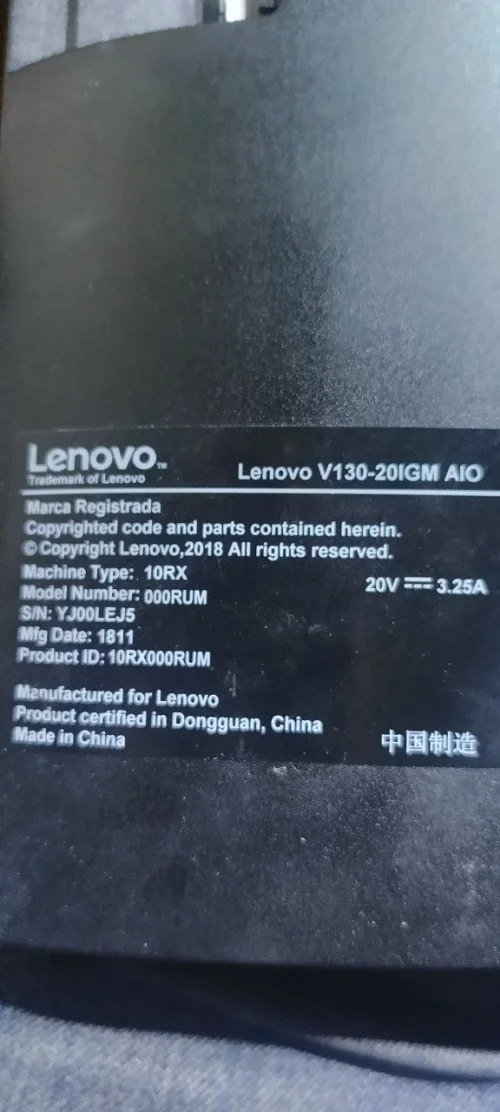 Lenovo™
Trademark of Lenovo
Lenovo V130-20IGM AIO
Marca Registrada
Copyrighted code and parts contained herein.
© Copyright Lenovo,2018 All rights reserved.
Machine Type: 10RX
Model Number: 000RUM
20V ⎓ 3.25A
S/N: YJ00LEJ5
Mfg Date: 1811
Product ID: 10RX000RUM
Manufactured for Lenovo
Product certified in Dongguan, China
Made in China
中国制造